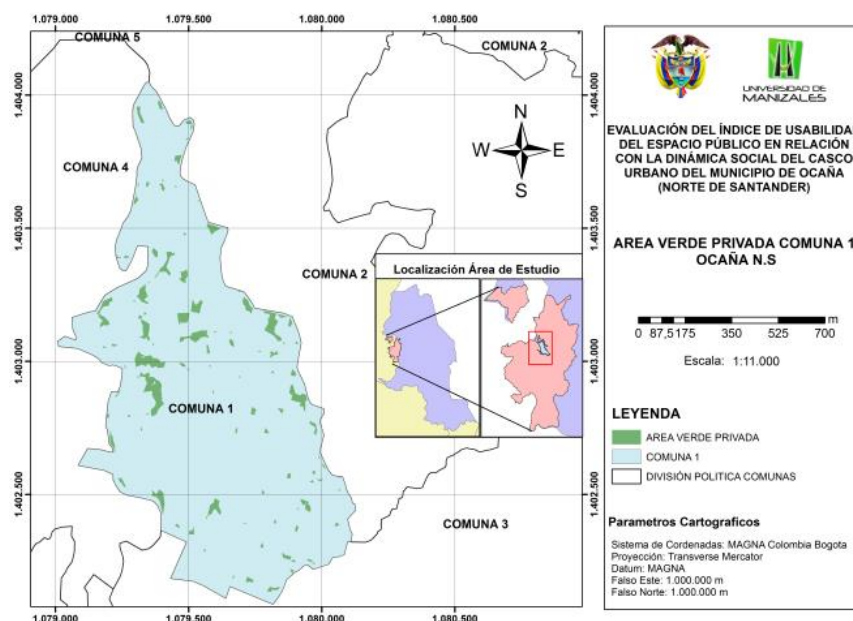 1.079.000 1.079.500 1.080.000 1.080.500
COMUNA 5
COMUNA 2
1.404.000 1.404.000
N
W E
S
COMUNA 4
1.403.500 1.403.500
COMUNA 2
Localización Área de Estudio
1.403.000 1.403.000
COMUNA 1
1.402.500 1.402.500
COMUNA 3
1.079.000 1.079.500 1.080.000 1.080.500
UNIVERSIDAD DE
MANIZALES
EVALUACIÓN DEL ÍNDICE DE USABILIDA
DEL ESPACIO PÚBLICO EN RELACIÓN
CON LA DINÁMICA SOCIAL DEL CASCO
URBANO DEL MUNICIPIO DE OCAÑA
(NORTE DE SANTANDER)
AREA VERDE PRIVADA COMUNA 1
OCAÑA N.S
m
0 87,5 175 350 525 700
Escala: 1:11.000
LEYENDA
AREA VERDE PRIVADA
COMUNA 1
DIVISIÓN POLITICA COMUNAS
Parametros Cartograficos
Sistema de Cordenadas: MAGNA Colombia Bogota
Proyección: Transverse Mercator
Datum: MAGNA
Falso Este: 1.000.000 m
Falso Norte: 1.000.000 m